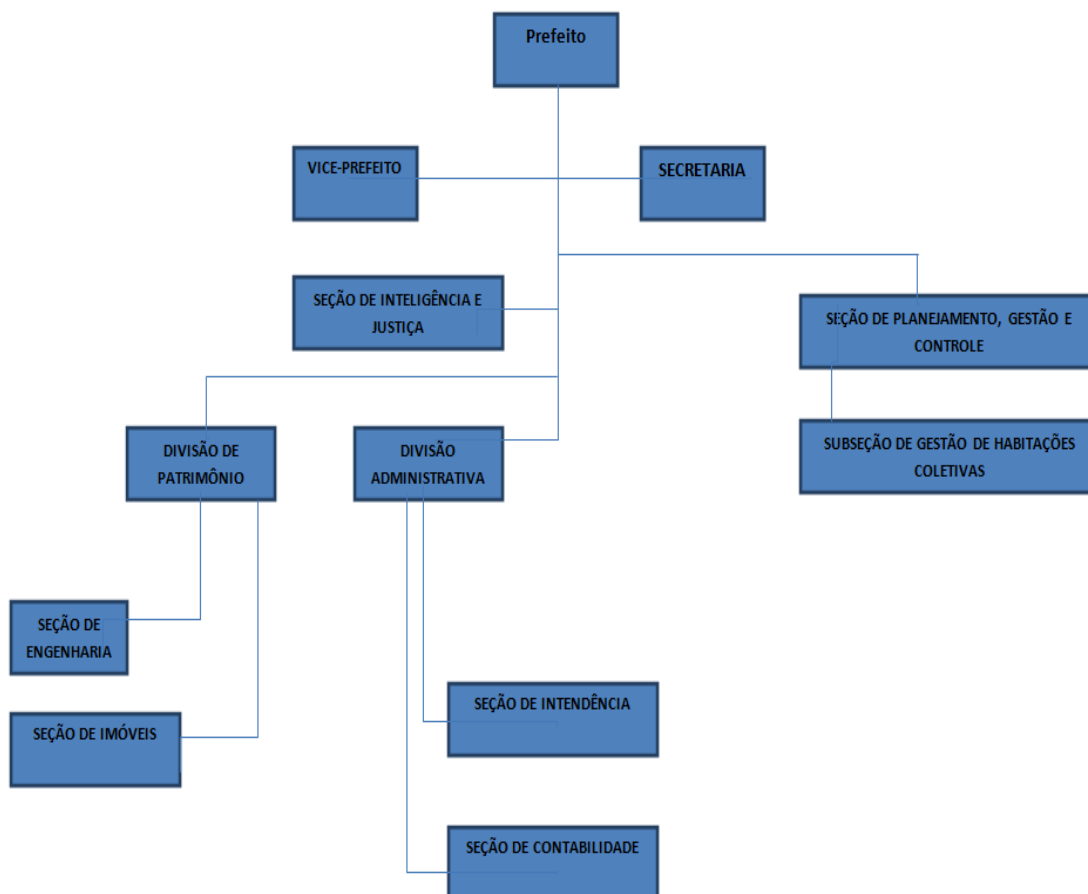 Prefeito
VICE-PREFEITO
SECRETARIA
SEÇÃO DE INTELIGÊNCIA E
JUSTIÇA
SEÇÃO DE PLANEJAMENTO, GESTÃO E
CONTROLE
DIVISÃO DE
PATRIMÔNIO
DIVISÃO
ADMINISTRATIVA
SUBSEÇÃO DE GESTÃO DE HABITAÇÕES
COLETIVAS
SEÇÃO DE
ENGENHARIA
SEÇÃO DE INTENDÊNCIA
SEÇÃO DE IMÓVEIS
SEÇÃO DE CONTABILIDADE